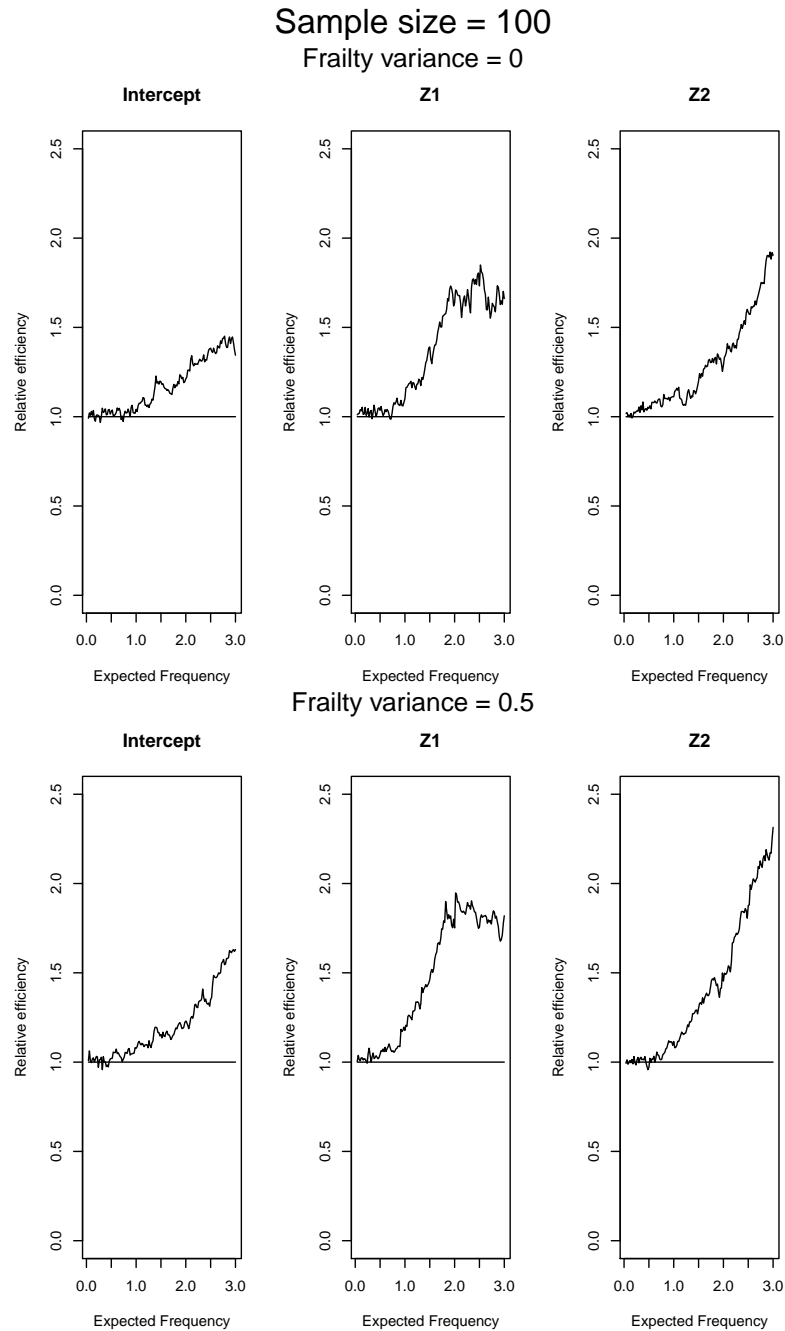 Sample size = 100
Frailty variance = 0
Intercept
Relative efficiency
2.5
2.0
1.5
1.0
0.5
0.0
0.0 1.0 2.0 3.0
Expected Frequency
Z1
Relative efficiency
2.5
2.0
1.5
1.0
0.5
0.0
0.0 1.0 2.0 3.0
Expected Frequency
Z2
Relative efficiency
2.5
2.0
1.5
1.0
0.5
0.0
0.0 1.0 2.0 3.0
Expected Frequency
Frailty variance = 0.5
Intercept
Relative efficiency
2.5
2.0
1.5
1.0
0.5
0.0
0.0 1.0 2.0 3.0
Expected Frequency
Z1
Relative efficiency
2.5
2.0
1.5
1.0
0.5
0.0
0.0 1.0 2.0 3.0
Expected Frequency
Z2
Relative efficiency
2.5
2.0
1.5
1.0
0.5
0.0
0.0 1.0 2.0 3.0
Expected Frequency